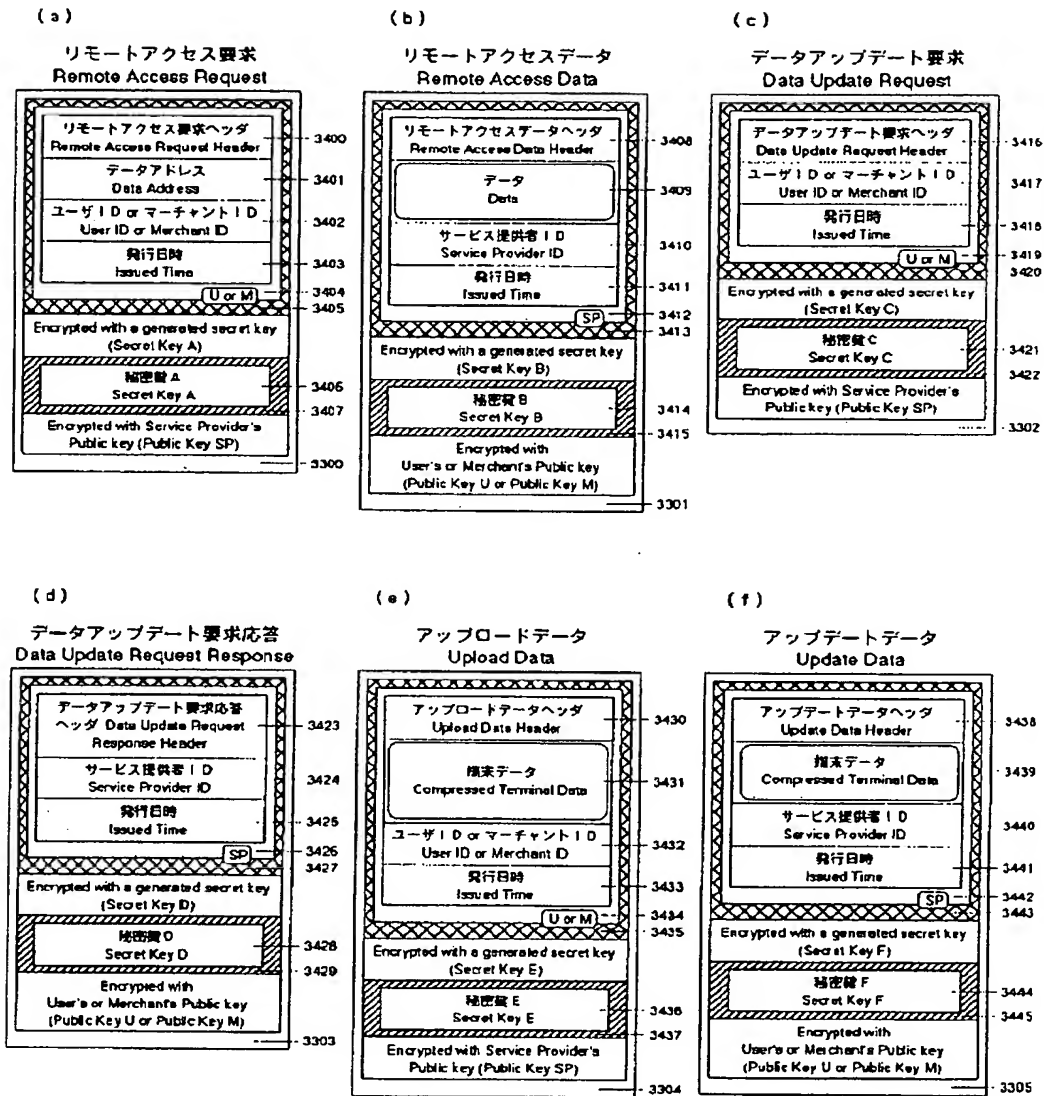 (a)
リモートアクセス要求
Remote Access Request
リモートアクセス要求ヘッダ
Remote Access Request Header
3400
データアドレス
Data Address
3401
ユーザID or マーチャントID
User ID or Merchant ID
3402
発行日時
Issued Time
3403
U or M
3404
3405
Encrypted with a generated secret key
(Secret Key A)
秘密鍵A
Secret Key A
3406
3407
Encrypted with Service Provider's
Public key (Public Key SP)
3300
(b)
リモートアクセスデータ
Remote Access Data
リモートアクセスデータヘッダ
Remote Access Data Header
3408
データ
Data
3409
サービス提供者ID
Service Provider ID
3410
発行日時
Issued Time
3411
SP
3412
3413
Encrypted with a generated secret key
(Secret Key B)
秘密鍵B
Secret Key B
3414
3415
Encrypted with
User's or Merchant's Public key
(Public Key U or Public Key M)
3301
(c)
データアップデート要求
Data Update Request
データアップデート要求ヘッダ
Data Update Request Header
3416
ユーザID or マーチャントID
User ID or Merchant ID
3417
発行日時
Issued Time
3418
U or M
3419
3420
Encrypted with a generated secret key
(Secret Key C)
秘密鍵C
Secret Key C
3421
3422
Encrypted with Service Provider's
Public key (Public Key SP)
3302
(d)
データアップデート要求応答
Data Update Request Response
データアップデート要求応答
ヘッダ Data Update Request
Response Header
3423
サービス提供者ID
Service Provider ID
3424
発行日時
Issued Time
3425
SP
3426
3427
Encrypted with a generated secret key
(Secret Key D)
秘密鍵D
Secret Key D
3428
3429
Encrypted with
User's or Merchant's Public key
(Public Key U or Public Key M)
3303
(e)
アップロードデータ
Upload Data
アップロードデータヘッダ
Upload Data Header
3430
端末データ
Compressed Terminal Data
3431
ユーザID or マーチャントID
User ID or Merchant ID
3432
発行日時
Issued Time
3433
U or M
3434
3435
Encrypted with a generated secret key
(Secret Key E)
秘密鍵E
Secret Key E
3436
3437
Encrypted with Service Provider's
Public key (Public Key SP)
3304
(f)
アップデートデータ
Update Data
アップデートデータヘッダ
Update Data Header
3438
端末データ
Compressed Terminal Data
3439
サービス提供者ID
Service Provider ID
3440
発行日時
Issued Time
3441
SP
3442
3443
Encrypted with a generated secret key
(Secret Key F)
秘密鍵F
Secret Key F
3444
3445
Encrypted with
User's or Merchant's Public key
(Public Key U or Public Key M)
3305